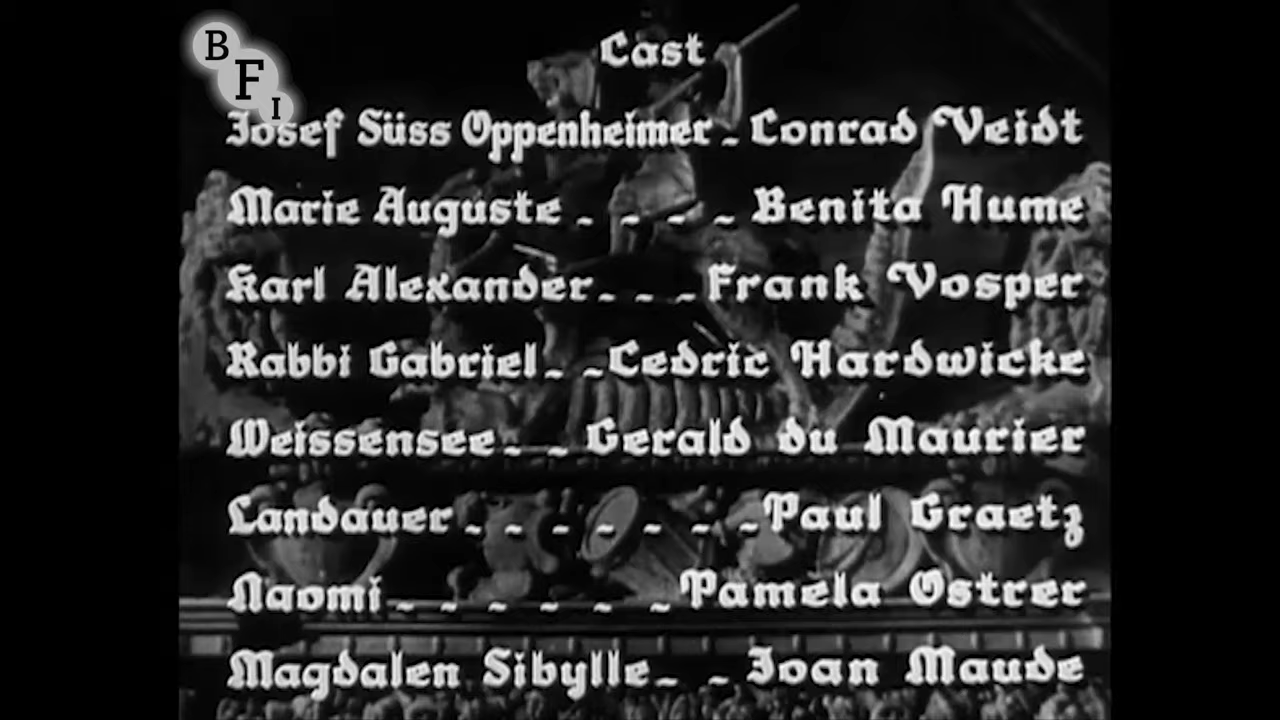 BFI
Cast
Josef Süss Oppenheimer - Conrad Veidt
Marie Auguste - - - - Benita Hume
Karl Alexander - - - Frank Vosper
Rabbi Gabriel - - Cedric Hardwicke
Weissensee - - Gerald du Maurier
Landauer - - - - - - - Paul Graetz
Naomi - - - - - - Pamela Ostrer
Magdalen Sibylle - - Joan Maude